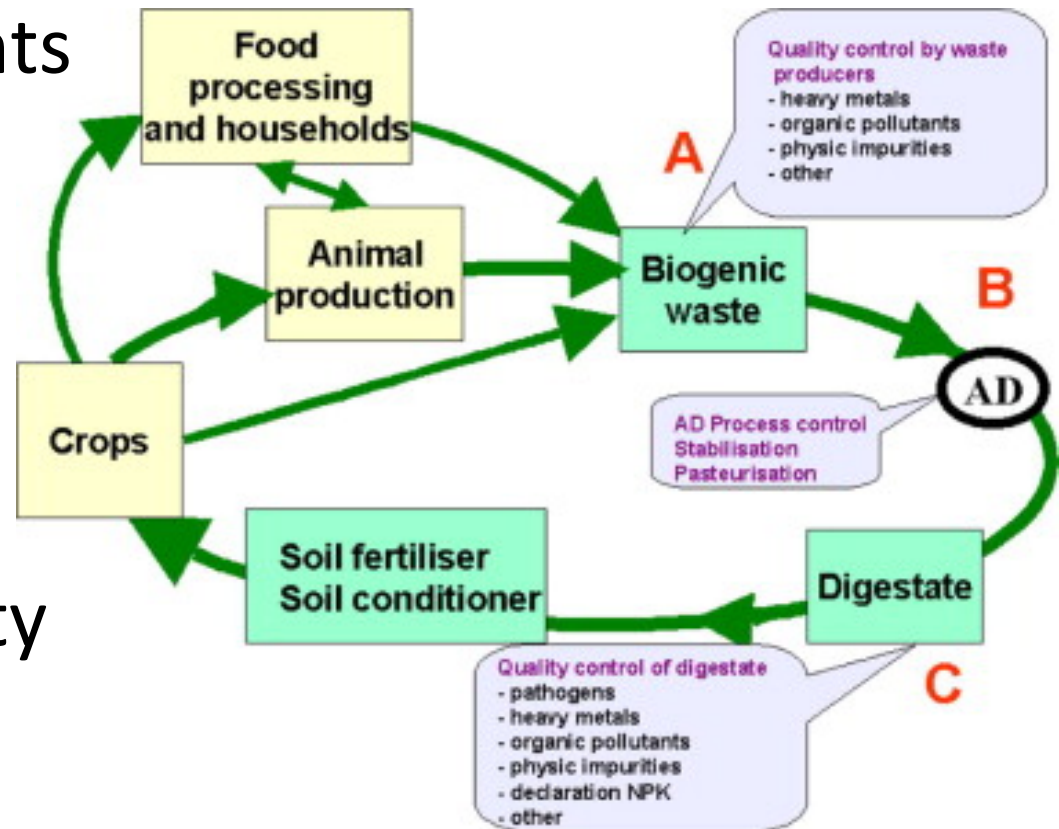 nts
Food
processing
and households
Quality control by waste
producers
- heavy metals
- organic pollutants
- physic impurities
- other
A
Animal
production
Biogenic
waste
B
AD
Crops
AD Process control
Stabilisation
Pasteurisation
Soil fertiliser
Soil conditioner
Digestate
ty
Quality control of digestate
- pathogens
- heavy metals
- organic pollutants
- physic impurities
- declaration NPK
- other
C